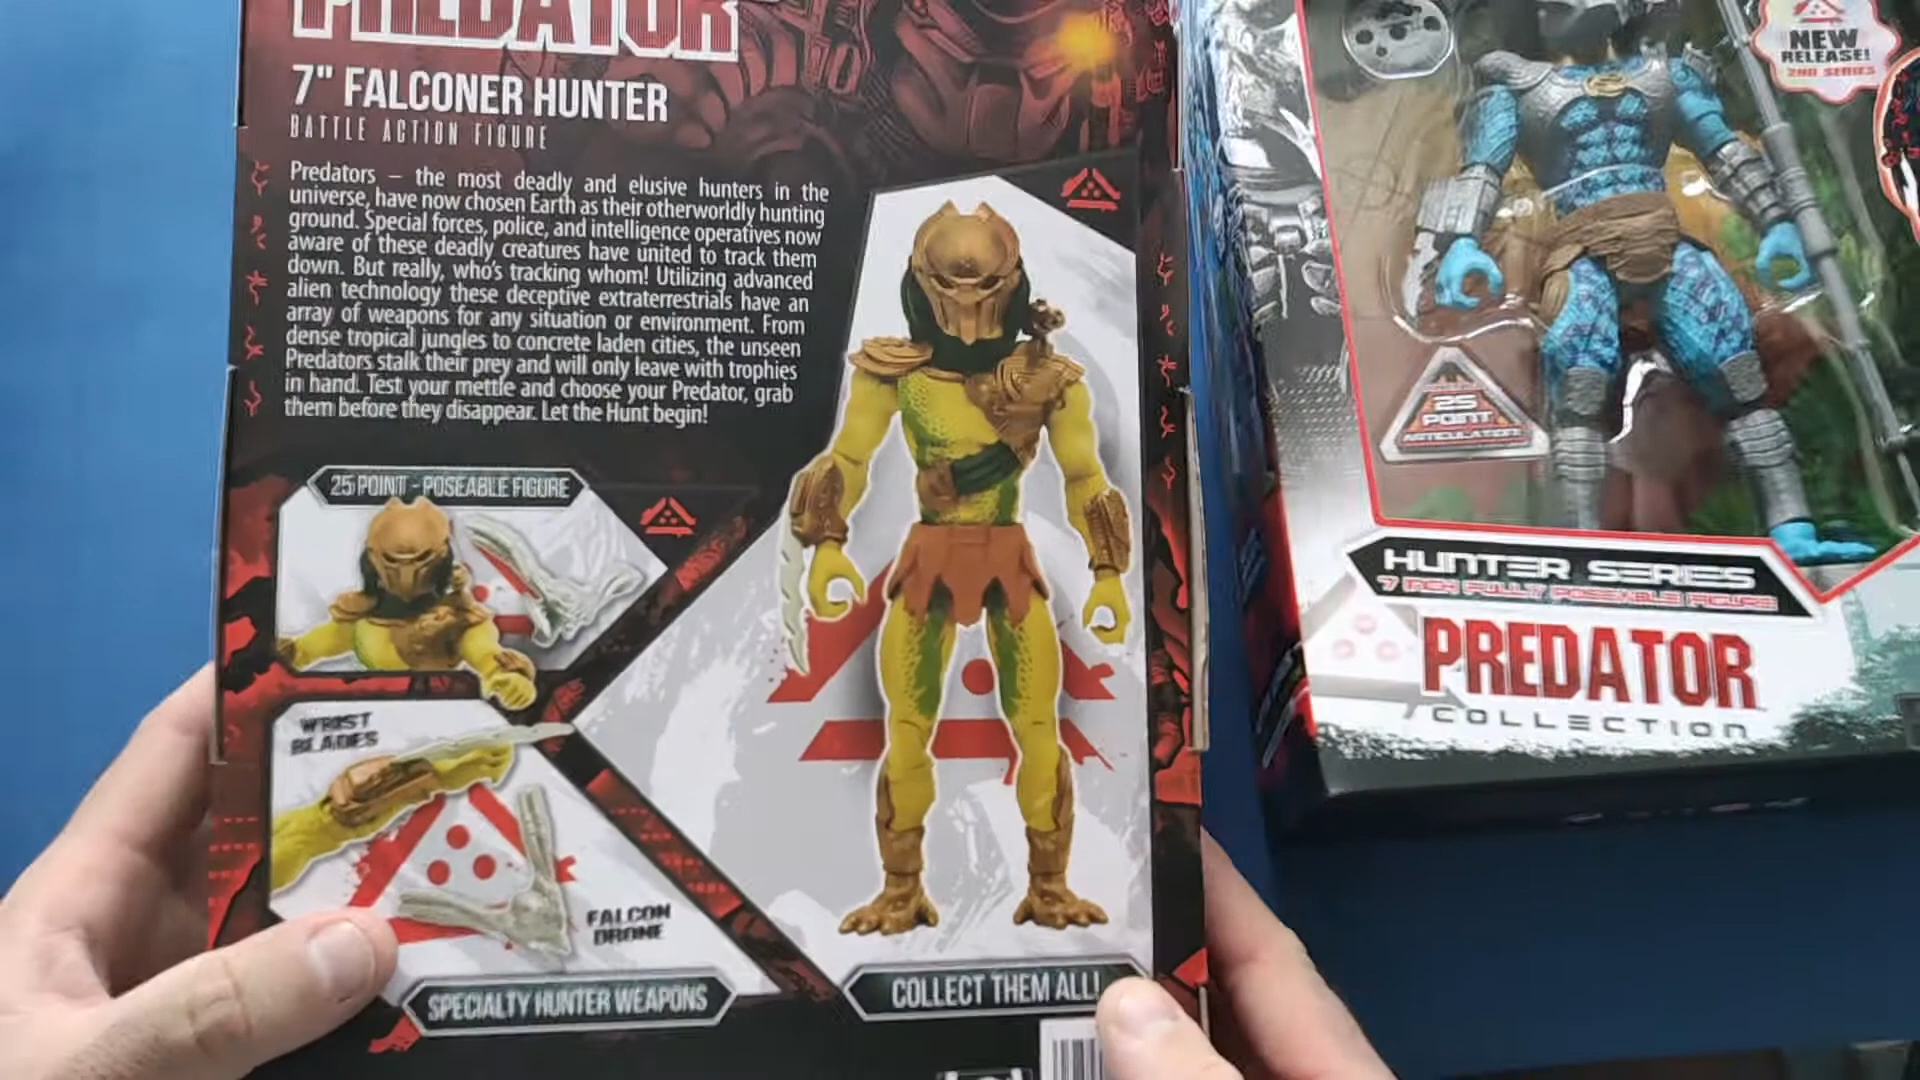 PREDATOR
7" FALCONER HUNTER
BATTLE ACTION FIGURE
Predators – the most deadly and elusive hunters in the
universe, have now chosen Earth as their otherworldly hunting
ground. Special forces, police, and intelligence operatives now
aware of these deadly creatures have united to track them
down. But really, who's tracking whom! Utilizing advanced
alien technology these deceptive extraterrestrials have an
array of weapons for any situation or environment. From
dense tropical jungles to concrete laden cities, the unseen
Predators stalk their prey and will only leave with trophies
in hand. Test your mettle and choose your Predator, grab
them before they disappear. Let the Hunt begin!
25 POINT - POSEABLE FIGURE
WRIST
BLADES
FALCON
DRONE
SPECIALTY HUNTER WEAPONS
COLLECT THEM ALL!
NEW
RELEASE!
2ND SERIES
25
POINT
ARTICULATION
HUNTER SERIES
7 INCH FULLY POSEABLE FIGURE
PREDATOR
COLLECTION